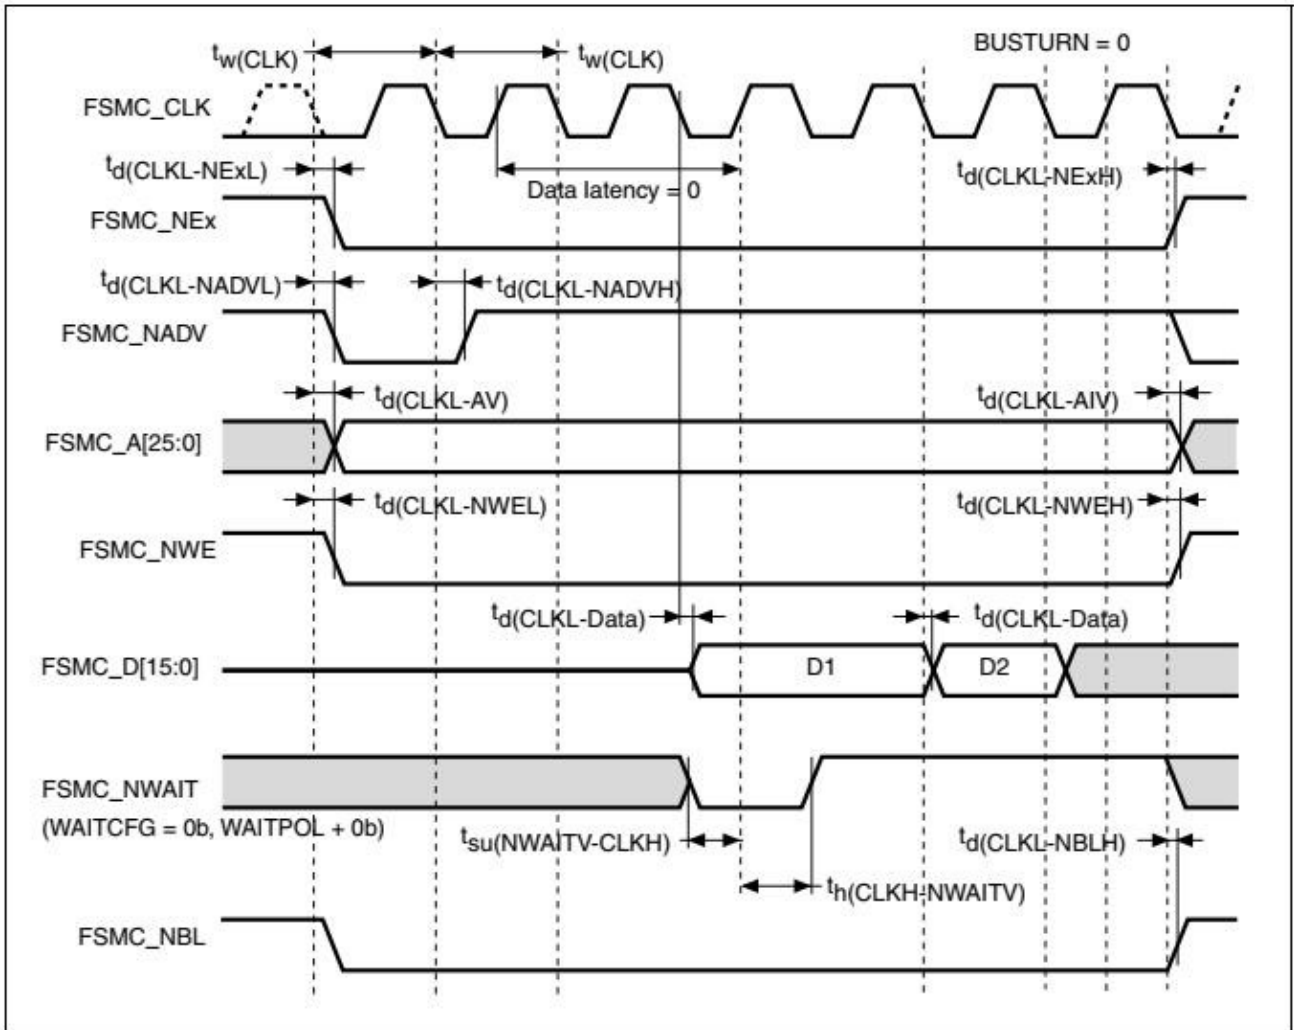 BUSTURN = 0
tw(CLK) tw(CLK)
FSMC_CLK
td(CLKL-NExL) td(CLKL-NExH)
Data latency = 0
FSMC_NEx
td(CLKL-NADVL) td(CLKL-NADVH)
FSMC_NADV
td(CLKL-AV) td(CLKL-AIV)
FSMC_A[25:0]
td(CLKL-NWEL) td(CLKL-NWEH)
FSMC_NWE
td(CLKL-Data) td(CLKL-Data)
FSMC_D[15:0] D1 D2
FSMC_NWAIT
(WAITCFG = 0b, WAITPOL + 0b)
tsu(NWAITV-CLKH) td(CLKL-NBLH)
th(CLKH-NWAITV)
FSMC_NBL